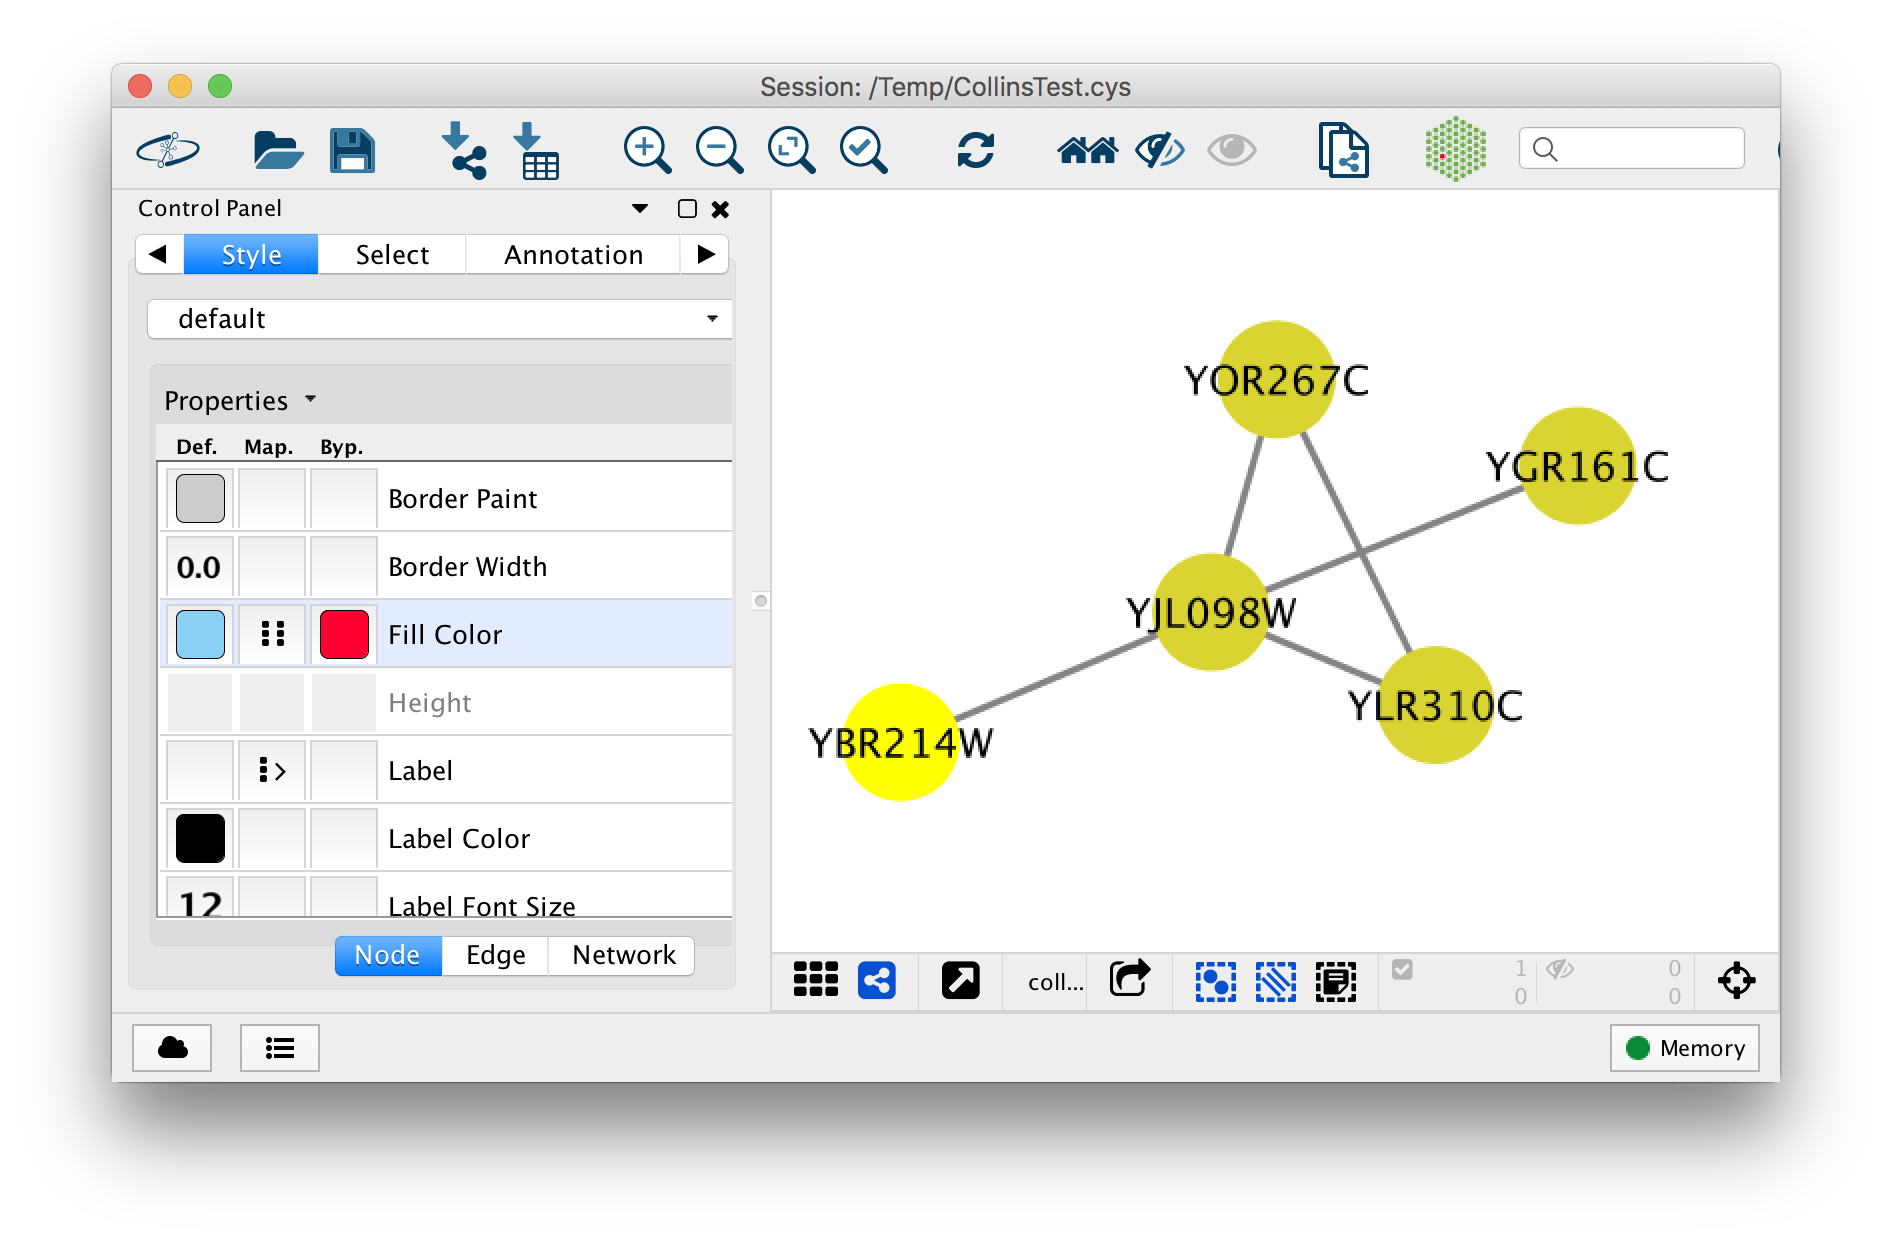 Session: /Temp/CollinsTest.cys
Control Panel
Style Select Annotation
default
Properties
Def. Map. Byp.
Border Paint
0.0 Border Width
Fill Color
Height
Label
Label Color
12 Label Font Size
Node Edge Network
YOR267C
YGR161C
YJL098W
YLR310C
YBR214W
coll...
1 0
0 0
Memory